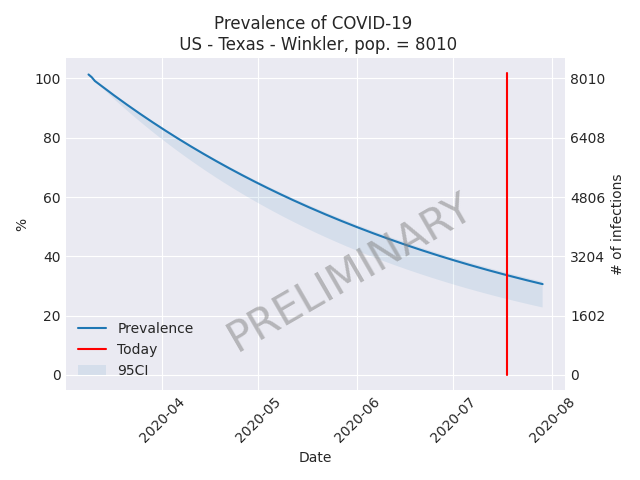 Prevalence of COVID-19
US - Texas - Winkler, pop. = 8010
100
80
60
40
20
0
%
8010
6408
4806
3204
1602
0
# of infections
PRELIMINARY
Prevalence
Today
95CI
2020-04
2020-05
2020-06
2020-07
2020-08
Date